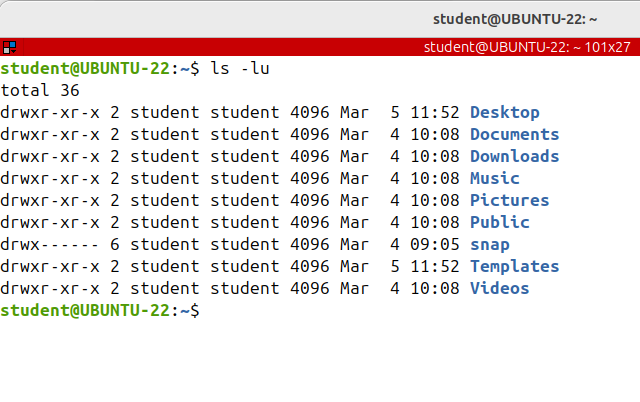 student@UBUNTU-22: ~
student@UBUNTU-22: ~ 101x27
student@UBUNTU-22:~$ ls -lu
total 36
drwxr-xr-x 2 student student 4096 Mar  5 11:52 Desktop
drwxr-xr-x 2 student student 4096 Mar  4 10:08 Documents
drwxr-xr-x 2 student student 4096 Mar  4 10:08 Downloads
drwxr-xr-x 2 student student 4096 Mar  4 10:08 Music
drwxr-xr-x 2 student student 4096 Mar  4 10:08 Pictures
drwxr-xr-x 2 student student 4096 Mar  4 10:08 Public
drwx------ 6 student student 4096 Mar  4 09:05 snap
drwxr-xr-x 2 student student 4096 Mar  5 11:52 Templates
drwxr-xr-x 2 student student 4096 Mar  4 10:08 Videos
student@UBUNTU-22:~$